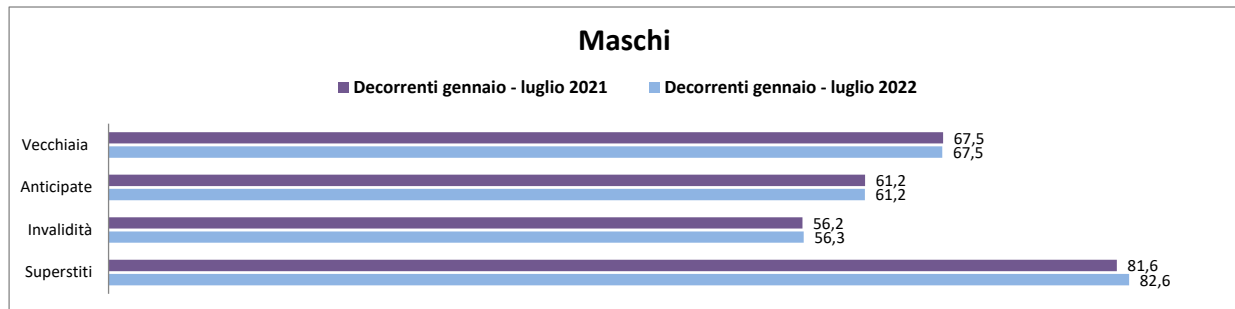 Maschi
Decorrenti gennaio - luglio 2021 Decorrenti gennaio - luglio 2022
Vecchiaia 67,5
67,5
Anticipate 61,2
61,2
Invalidità 56,2
56,3
Superstiti 81,6
82,6